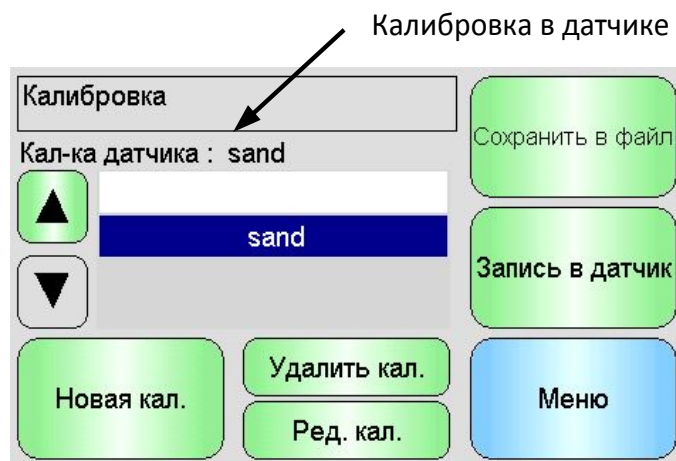 Калибровка в датчике
Калибровка
Сохранить в файл
Кал-ка датчика : sand
sand
Запись в датчик
Новая кал.
Удалить кал.
Ред. кал.
Меню